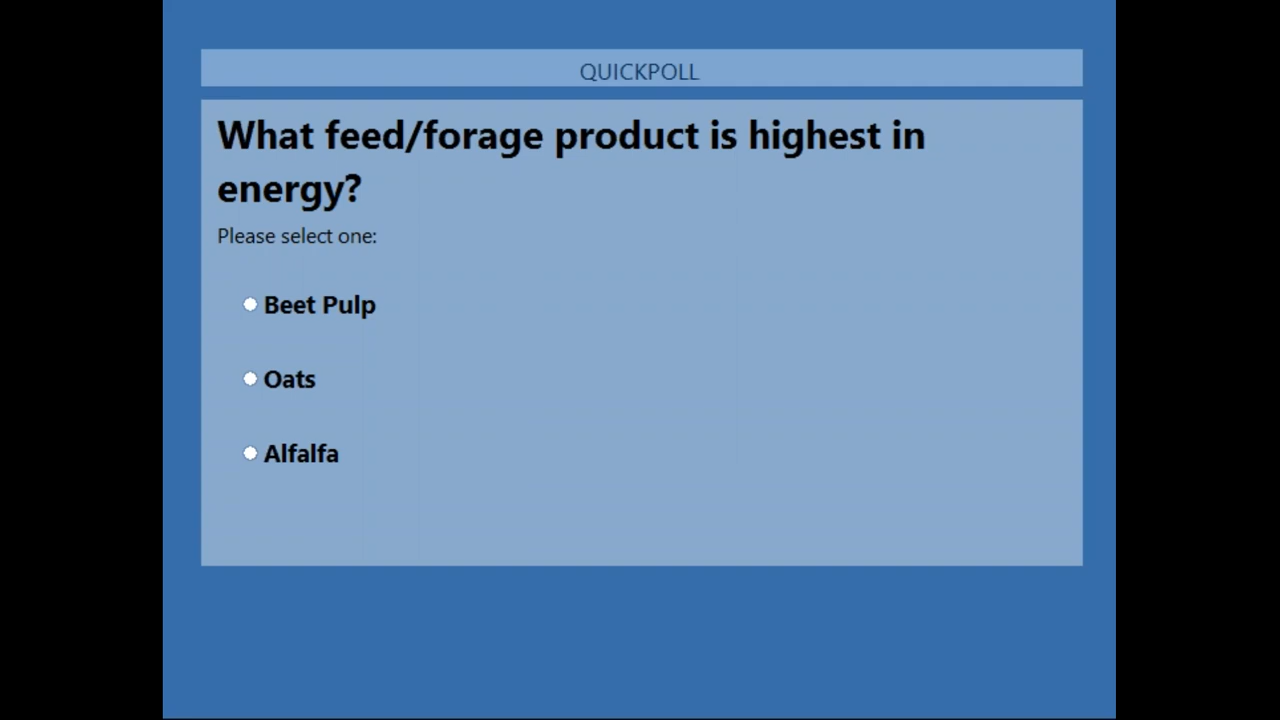 QUICKPOLL
What feed/forage product is highest in
energy?
Please select one:
Beet Pulp
Oats
Alfalfa